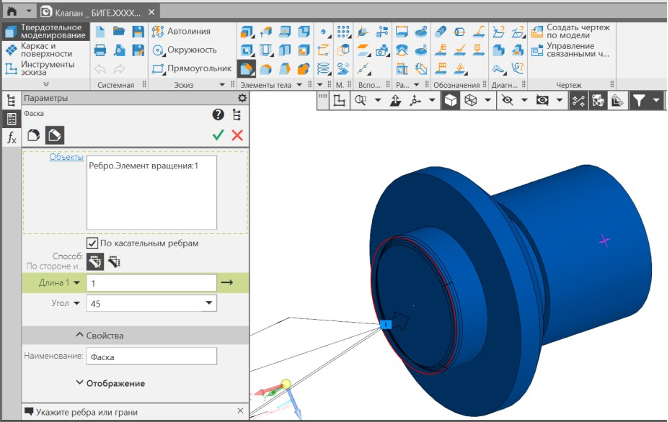 Клапан _ БИГЕ.XXXX...
Твердотельное моделирование
Каркас и поверхности
Инструменты эскиза
Системная
Автолиния
Окружность
Прямоугольник
Эскиз
Элементы тела
М.
Вспо...
Ра...
Обозначения
Диагн...
Создать чертеж по модели
Управление связанными ч...
Чертеж
Параметры
Фаска
Объекты
Ребро.Элемент вращения:1
По касательным ребрам
Способ:
По стороне и...
Длина 1
1
Угол
45
Свойства
Наименование:
Фаска
Отображение
Укажите ребра или грани